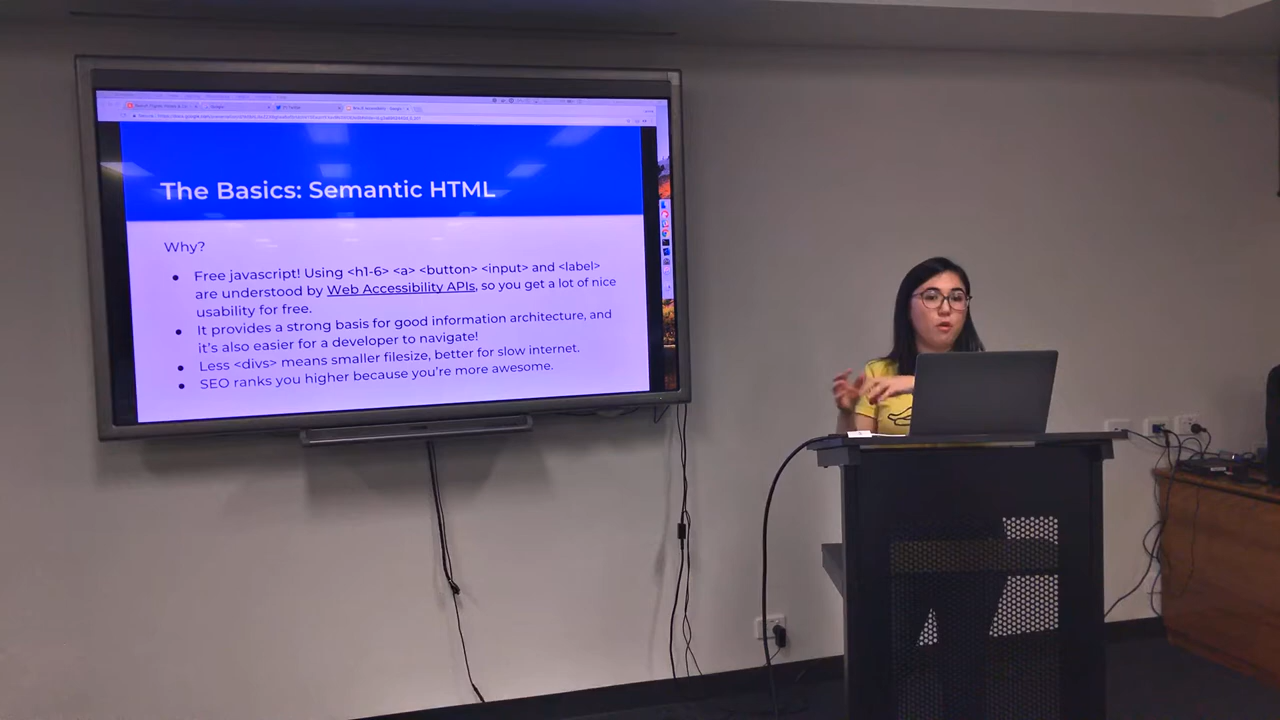 The Basics: Semantic HTML
Why?
● Free javascript! Using <h1-6> <a> <button> <input> and <label>
are understood by Web Accessibility APIs, so you get a lot of nice
usability for free.
● It provides a strong basis for good information architecture, and
it's also easier for a developer to navigate!
● Less <divs> means smaller filesize, better for slow internet.
● SEO ranks you higher because you're more awesome.